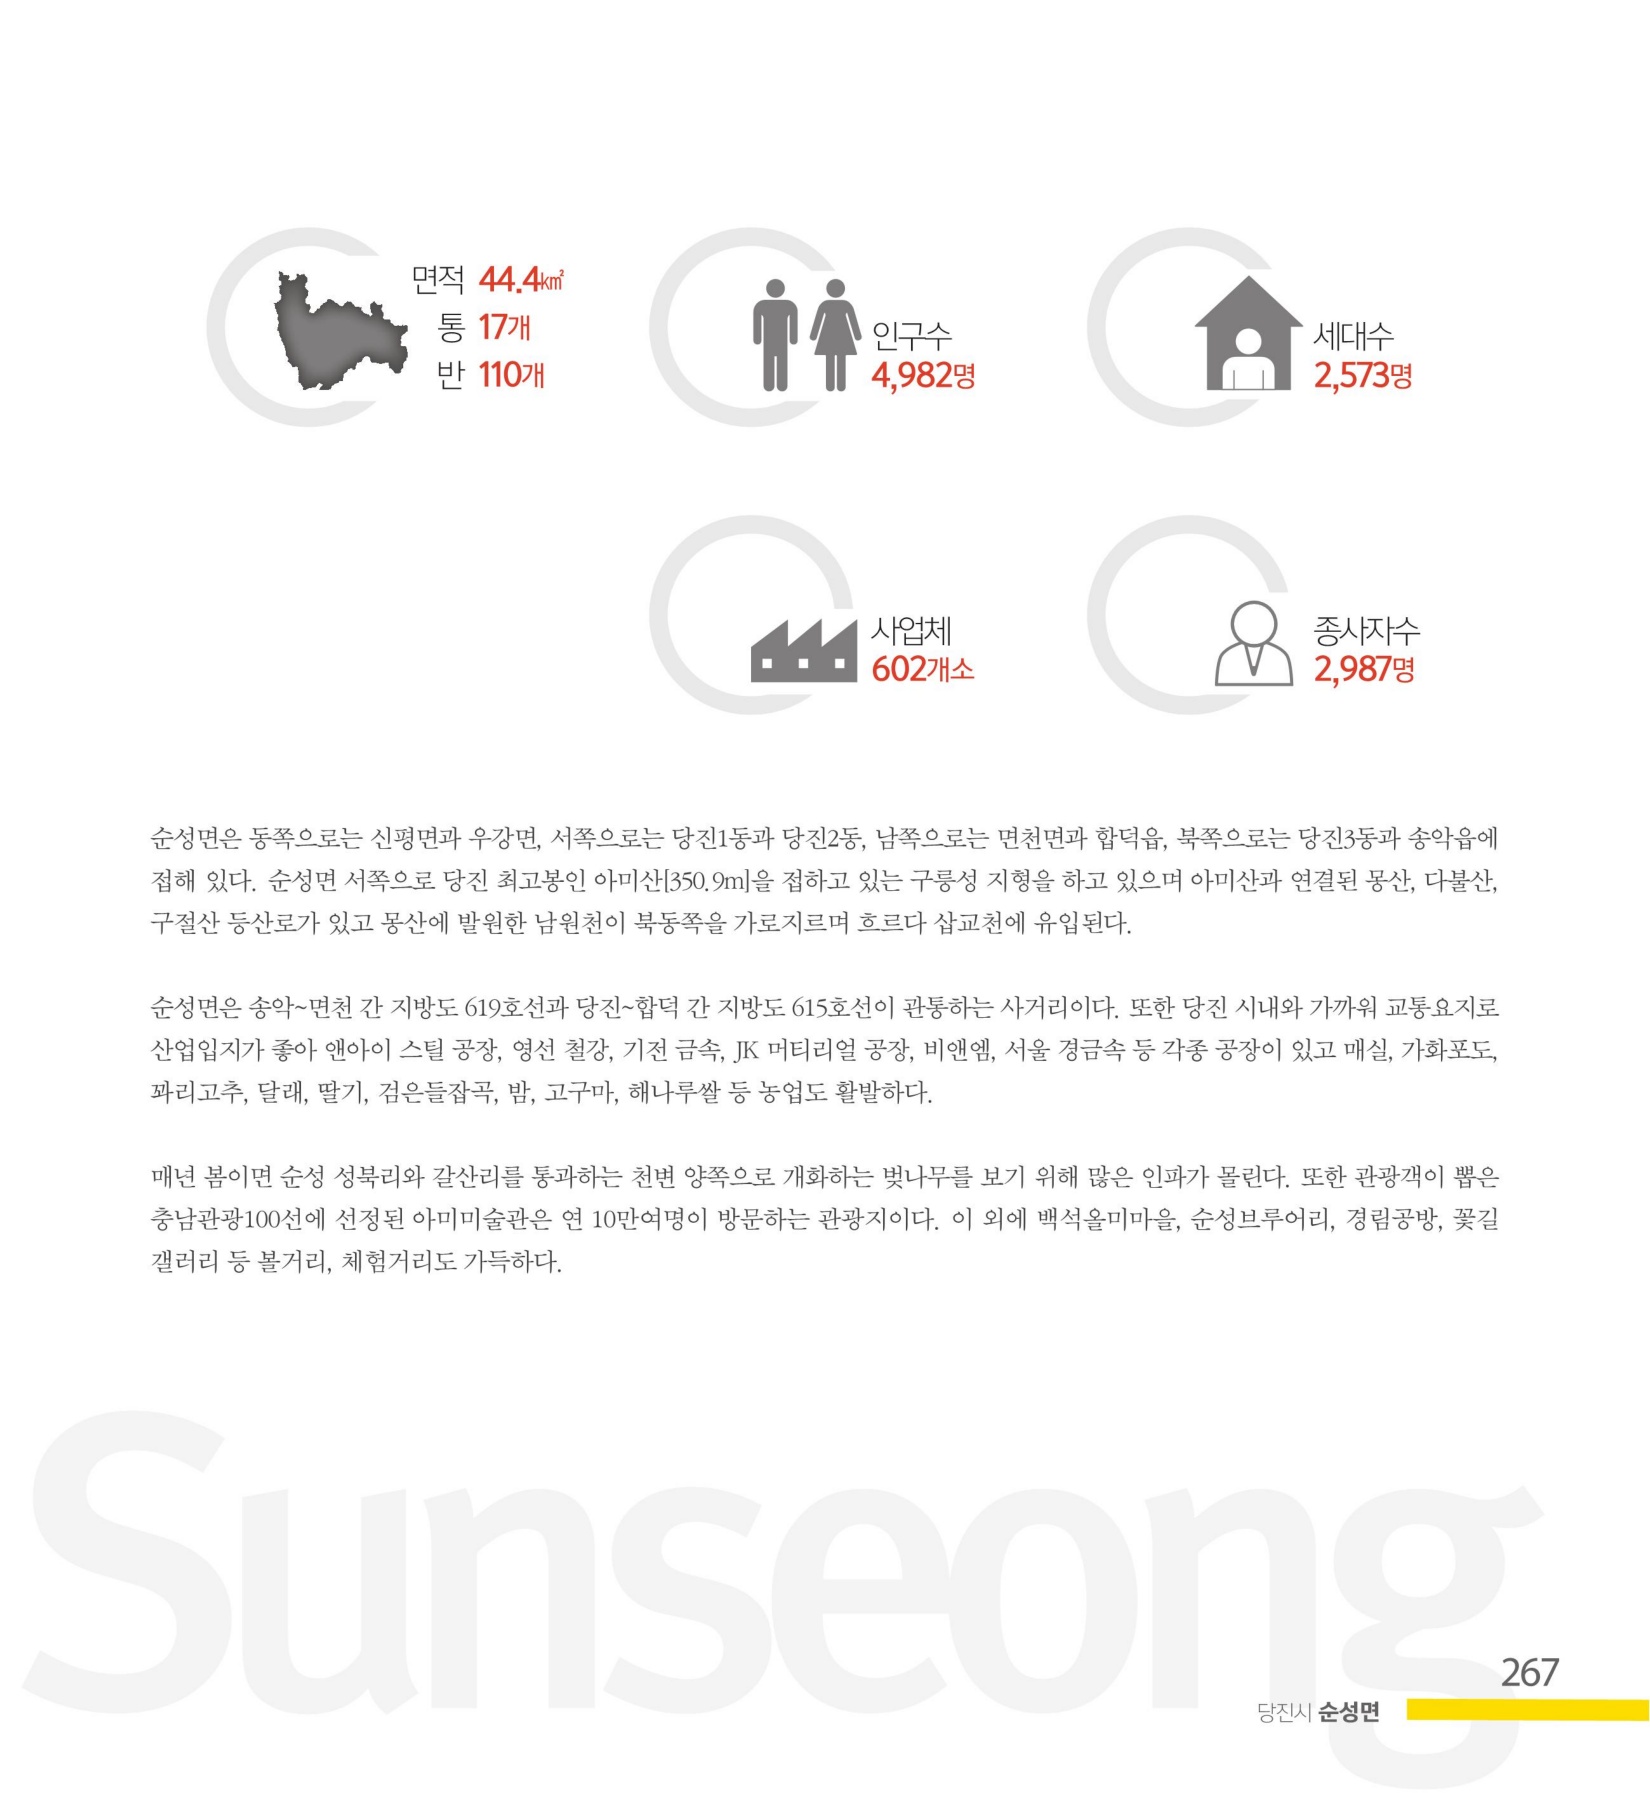 면적 44.4㎢
통 17개
반 110개
인구수
4,982명
세대수
2,573명
사업체
602개소
종사자수
2,987명
순성면은 동쪽으로는 신평면과 우강면, 서쪽으로는 당진1동과 당진2동, 남쪽으로는 면천면과 합덕읍, 북쪽으로는 당진3동과 송악읍에
접해 있다. 순성면 서쪽으로 당진 최고봉인 아미산[350.9m]을 접하고 있는 구릉성 지형을 하고 있으며 아미산과 연결된 몽산, 다불산,
구절산 등산로가 있고 몽산에 발원한 남원천이 북동쪽을 가로지르며 흐르다 삽교천에 유입된다.
순성면은 송악~면천 간 지방도 619호선과 당진~합덕 간 지방도 615호선이 관통하는 사거리이다. 또한 당진 시내와 가까워 교통요지로
산업입지가 좋아 앤아이 스틸 공장, 영선 철강, 기전 금속, JK 머티리얼 공장, 비앤엠, 서울 경금속 등 각종 공장이 있고 매실, 가화포도,
꽈리고추, 달래, 딸기, 검은들잡곡, 밤, 고구마, 해나루쌀 등 농업도 활발하다.
매년 봄이면 순성 성북리와 갈산리를 통과하는 천변 양쪽으로 개화하는 벚나무를 보기 위해 많은 인파가 몰린다. 또한 관광객이 뽑은
충남관광100선에 선정된 아미미술관은 연 10만여명이 방문하는 관광지이다. 이 외에 백석올미마을, 순성브루어리, 경림공방, 꽃길
갤러리 등 볼거리, 체험거리도 가득하다.
Sunseong
267
당진시 순성면